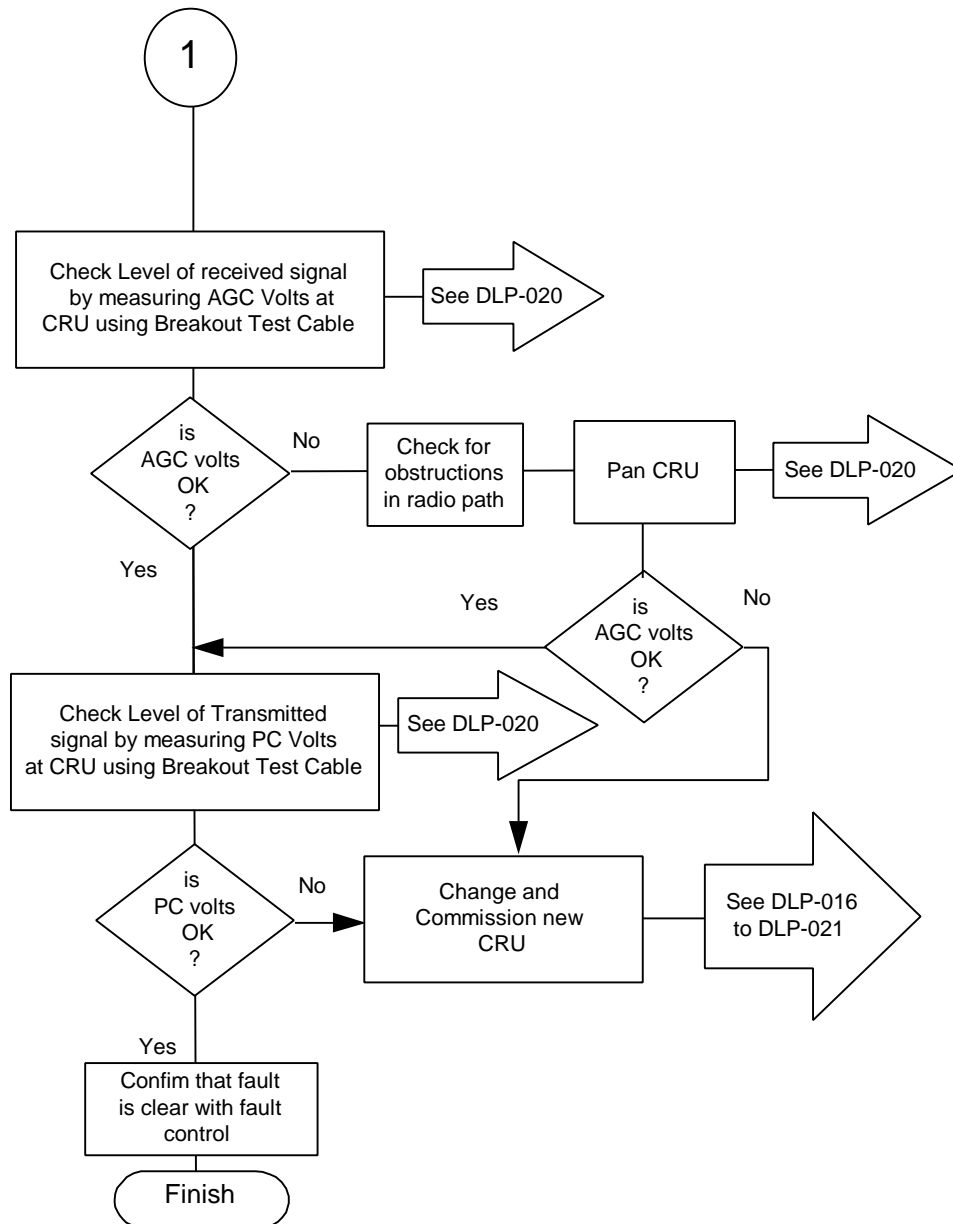 1
Check Level of received signal
by measuring AGC Volts at
CRU using Breakout Test Cable
See DLP-020
is
AGC volts
OK
?
No
Check for
obstructions
in radio path
Pan CRU
See DLP-020
Yes
Yes
is
AGC volts
OK
?
No
Check Level of Transmitted
signal by measuring PC Volts
at CRU using Breakout Test Cable
See DLP-020
is
PC volts
OK
?
No
Change and
Commission new
CRU
See DLP-016
to DLP-021
Yes
Confim that fault
is clear with fault
control
Finish